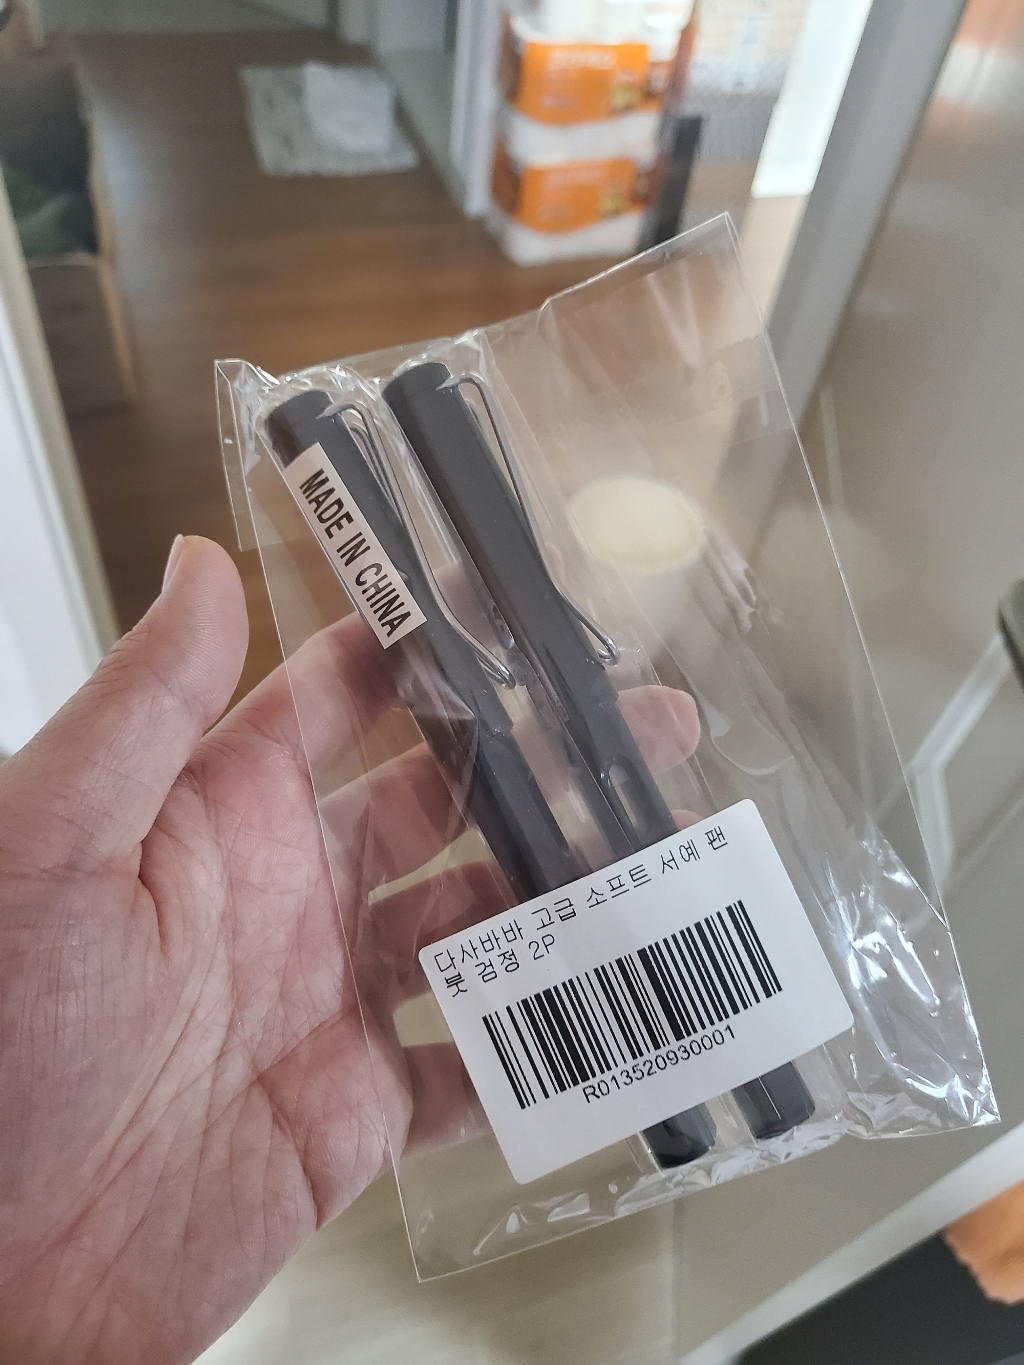 MADE IN CHINA
다사바바 고급 소프트 서예 팬
붓 검정 2P
R013520930001